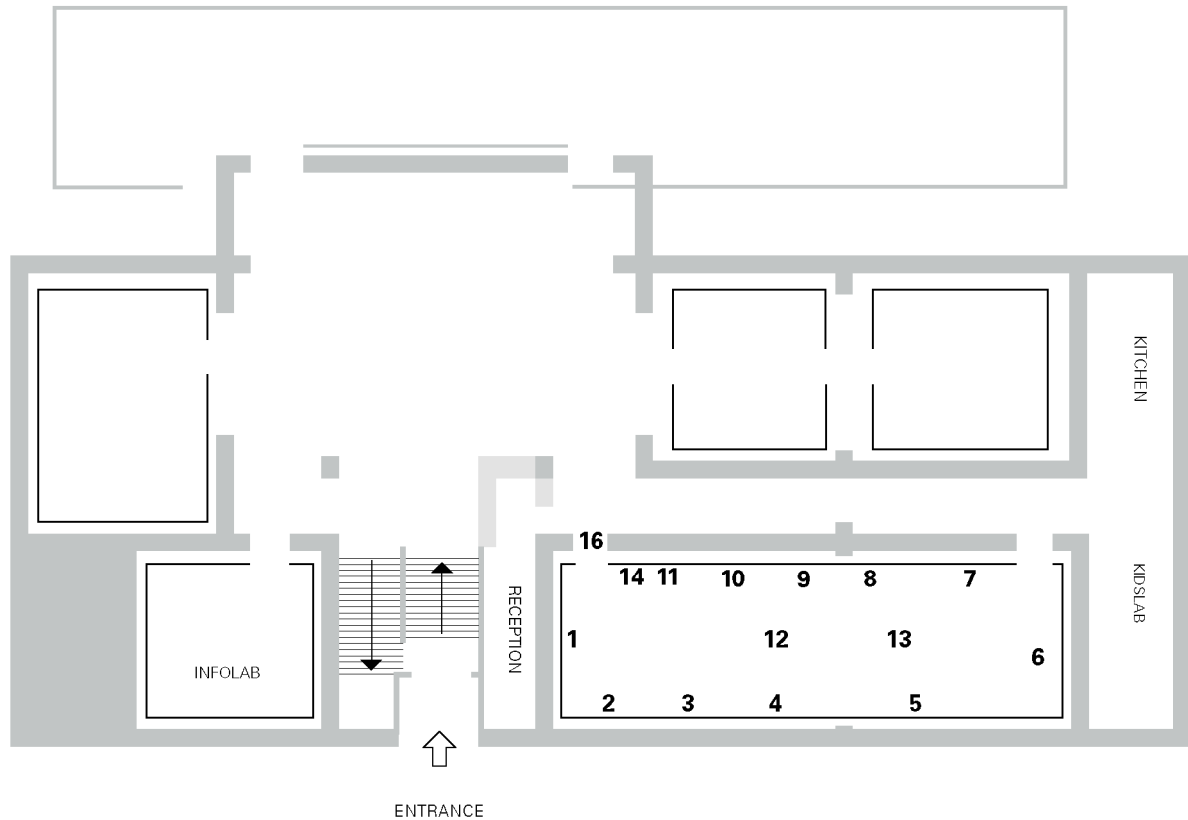 KITCHEN
16
14 11 10 9 8 7
KIDSLAB
RECEPTION
1 12 13
6
INFOLAB
2 3 4 5
ENTRANCE